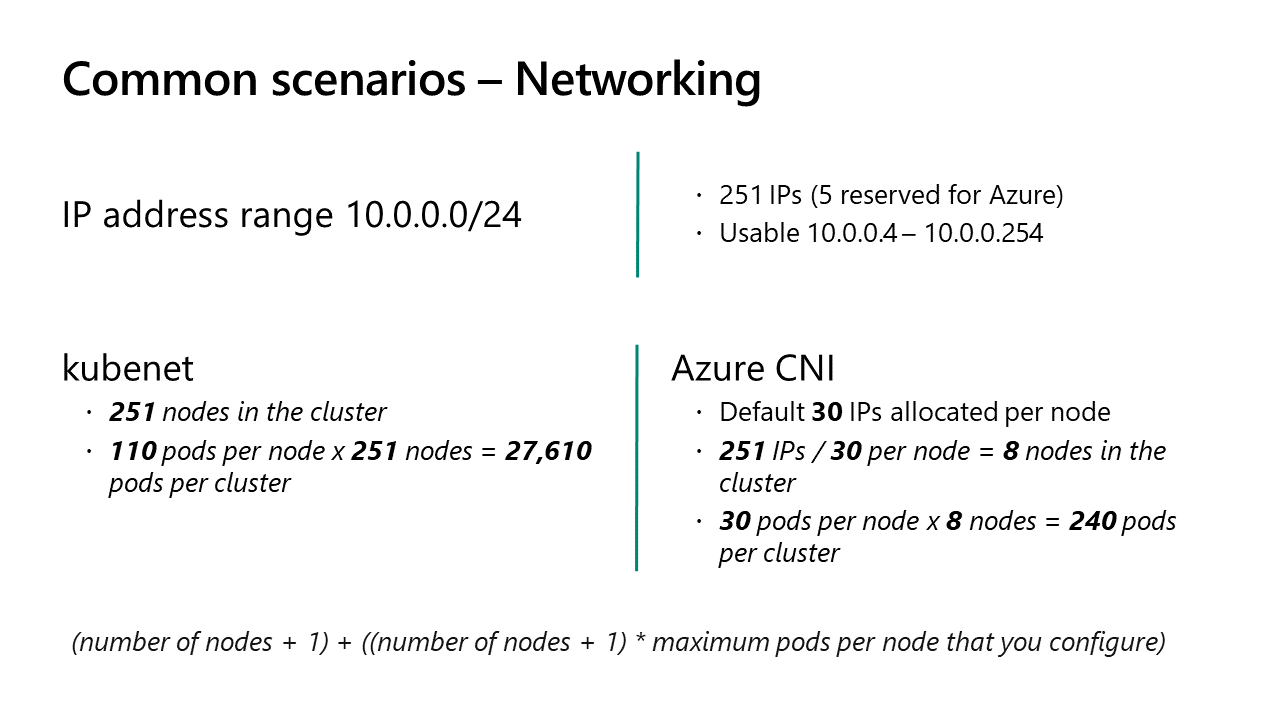 Common scenarios – Networking
IP address range 10.0.0.0/24
· 251 IPs (5 reserved for Azure)
· Usable 10.0.0.4 – 10.0.0.254
kubenet
· 251 nodes in the cluster
· 110 pods per node x 251 nodes = 27,610
pods per cluster
Azure CNI
· Default 30 IPs allocated per node
· 251 IPs / 30 per node = 8 nodes in the
cluster
· 30 pods per node x 8 nodes = 240 pods
per cluster
(number of nodes + 1) + ((number of nodes + 1) * maximum pods per node that you configure)